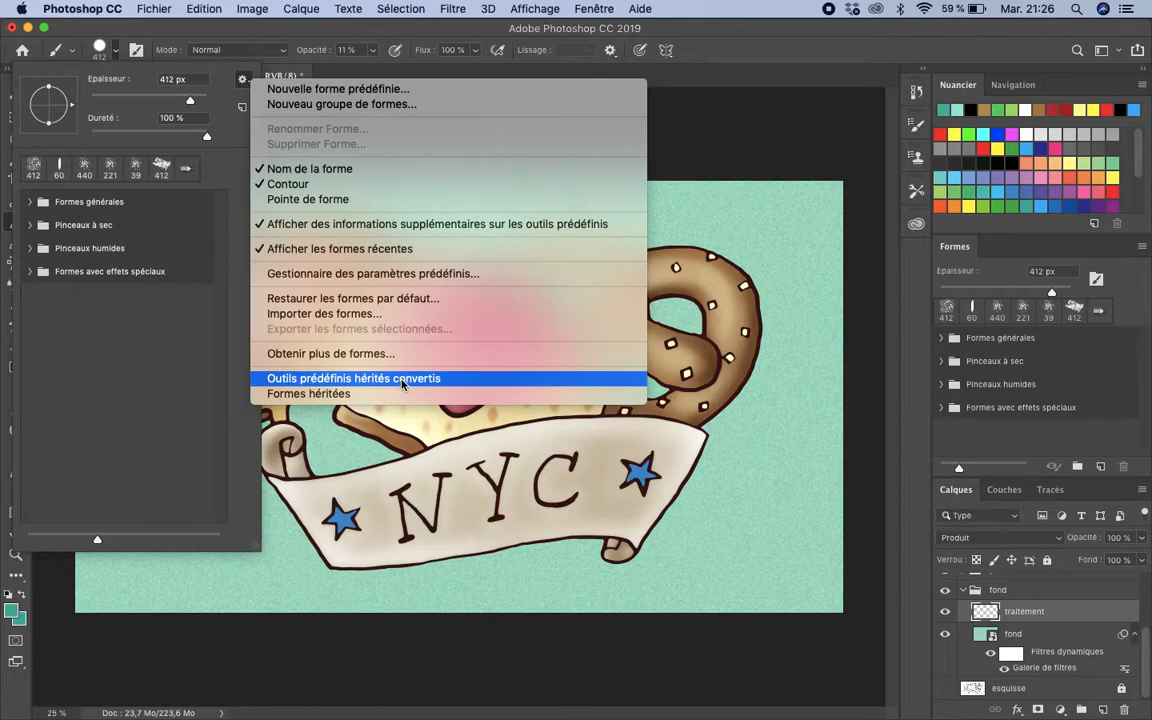 Photoshop CC Fichier Edition Image Calque Texte Sélection Filtre 3D Affichage Fenêtre Aide 59 % Mar. 21:26
Adobe Photoshop CC 2019
412 Mode : Normal Opacité : 11 % Flux : 100 % Lissage :
RVB/8) *
Epaisseur : 412 px
Dureté : 100 %
412 60 440 221 39 412
Formes générales
Pinceaux à sec
Pinceaux humides
Formes avec effets spéciaux
Nouvelle forme prédéfinie...
Nouveau groupe de formes...
Renommer Forme...
Supprimer Forme...
✓ Nom de la forme
✓ Contour
Pointe de forme
✓ Afficher des informations supplémentaires sur les outils prédéfinis
✓ Afficher les formes récentes
Gestionnaire des paramètres prédéfinis...
Restaurer les formes par défaut...
Importer des formes...
Exporter les formes sélectionnées...
Obtenir plus de formes...
Outils prédéfinis hérités convertis
Formes héritées
NYC
Nuancier Navigation
Formes
Epaisseur : 412 px
412 60 440 221 39 412
Formes générales
Pinceaux à sec
Pinceaux humides
Formes avec effets spéciaux
Calques Couches Tracés
Type
Produit Opacité : 100 %
Verrou : Fond : 100 %
fond
traitement
fond
Filtres dynamiques
Galerie de filtres
esquisse
25 % Doc : 23,7 Mo/223,6 Mo